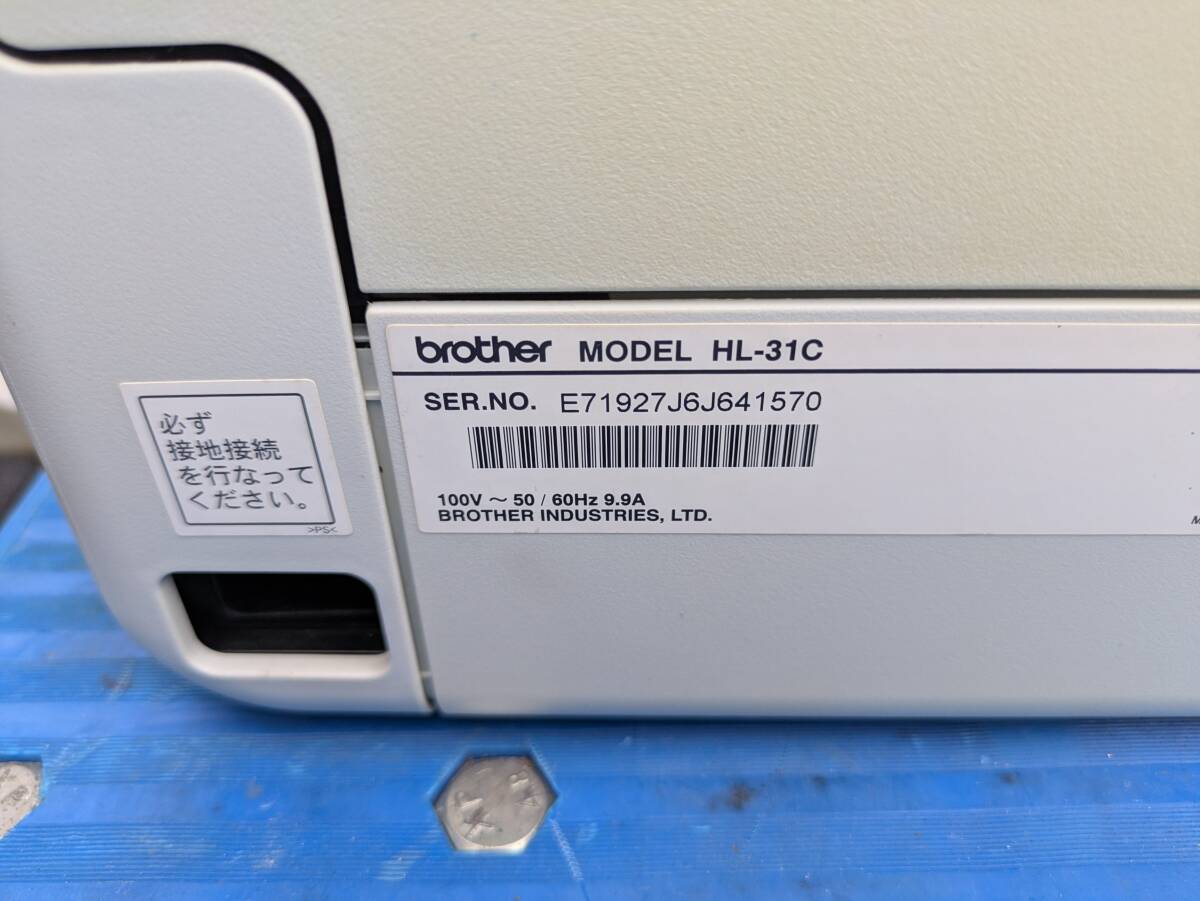 brother MODEL HL-31C
SER.NO. E71927J6J641570
100V ～ 50 / 60Hz 9.9A
BROTHER INDUSTRIES, LTD.
必ず
接地接続
を行なって
ください。
>PS<